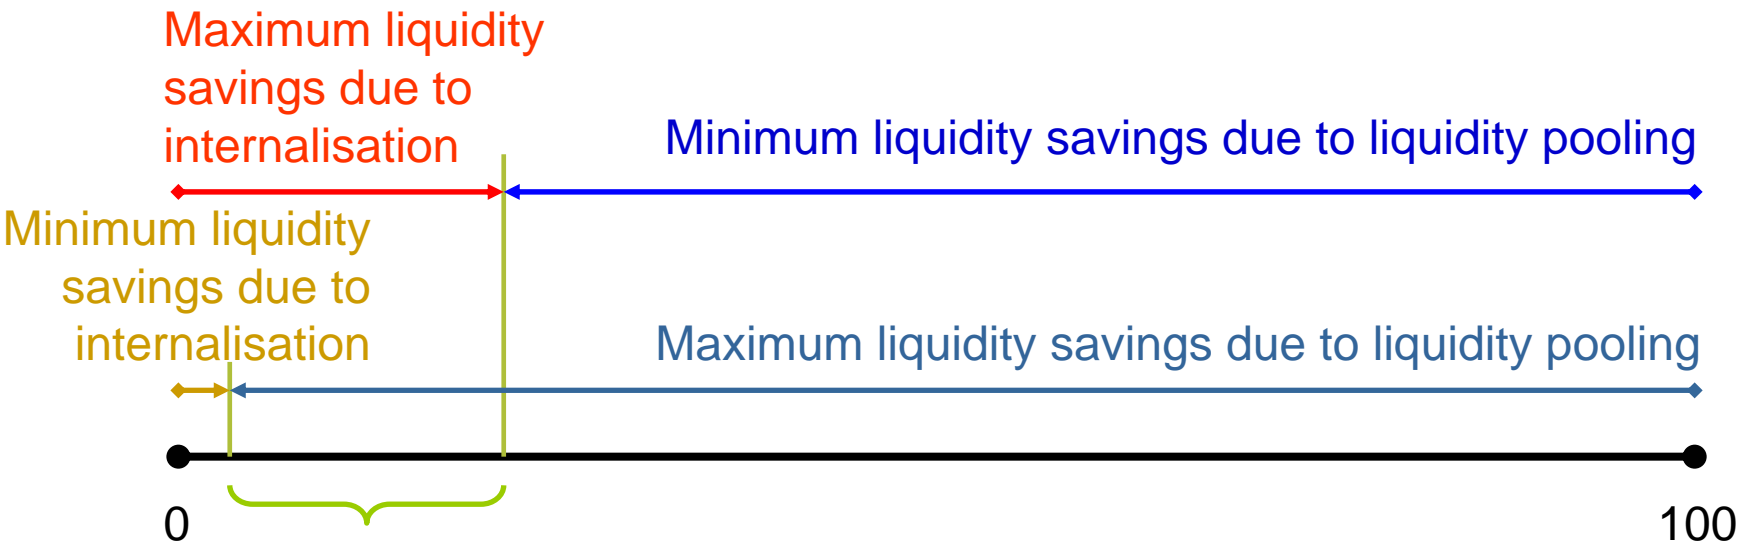 Maximum liquidity
savings due to
internalisation
Minimum liquidity savings due to liquidity pooling
Minimum liquidity
savings due to
internalisation
Maximum liquidity savings due to liquidity pooling
0
100